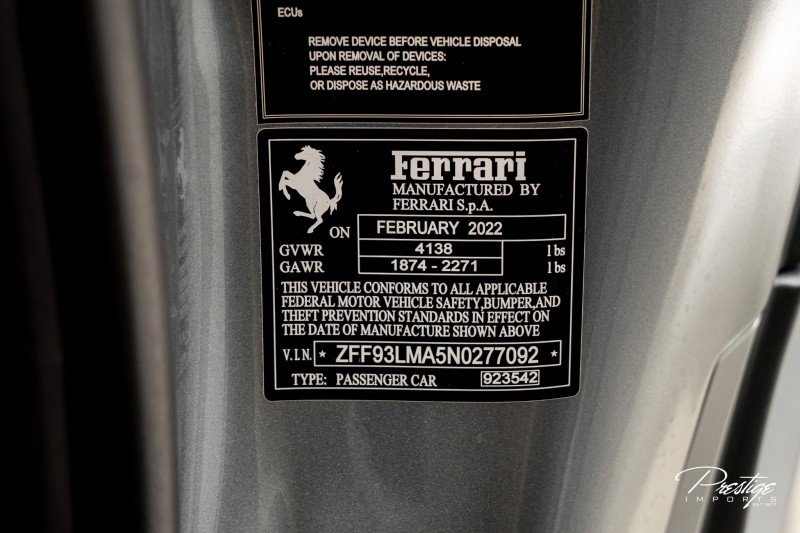 ECUs
REMOVE DEVICE BEFORE VEHICLE DISPOSAL
UPON REMOVAL OF DEVICES:
PLEASE REUSE,RECYCLE,
OR DISPOSE AS HAZARDOUS WASTE
Ferrari
MANUFACTURED BY
FERRARI S.p.A.
ON FEBRUARY 2022
GVWR 4138 lbs
GAWR 1874 - 2271 lbs
THIS VEHICLE CONFORMS TO ALL APPLICABLE
FEDERAL MOTOR VEHICLE SAFETY,BUMPER,AND
THEFT PREVENTION STANDARDS IN EFFECT ON
THE DATE OF MANUFACTURE SHOWN ABOVE
V.I.N. * ZFF93LMA5N0277092 *
TYPE: PASSENGER CAR 923542
Prestige
IMPORTS
EST 1977